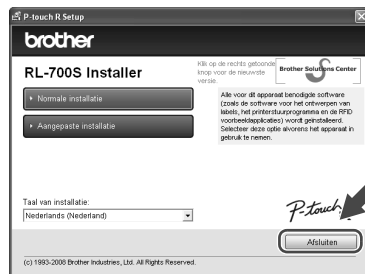 P-touch R Setup
brother
RL-700S Installer
Klik op de rechts getoonde
knop voor de nieuwste
versie.
Brother Solutions Center
Normale installatie
Aangepaste installatie
Alle voor dit apparaat benodigde software
(zoals de software voor het ontwerpen van
labels, het printerstuurprogramma en de RFID
voorbeeldapplicaties) wordt geïnstalleerd.
Selecteer deze optie alvorens het apparaat in
gebruik te nemen.
Taal van installatie:
Nederlands (Nederland)
P-touch
Afsluiten
(c) 1993-2008 Brother Industries, Ltd. All Rights Reserved.